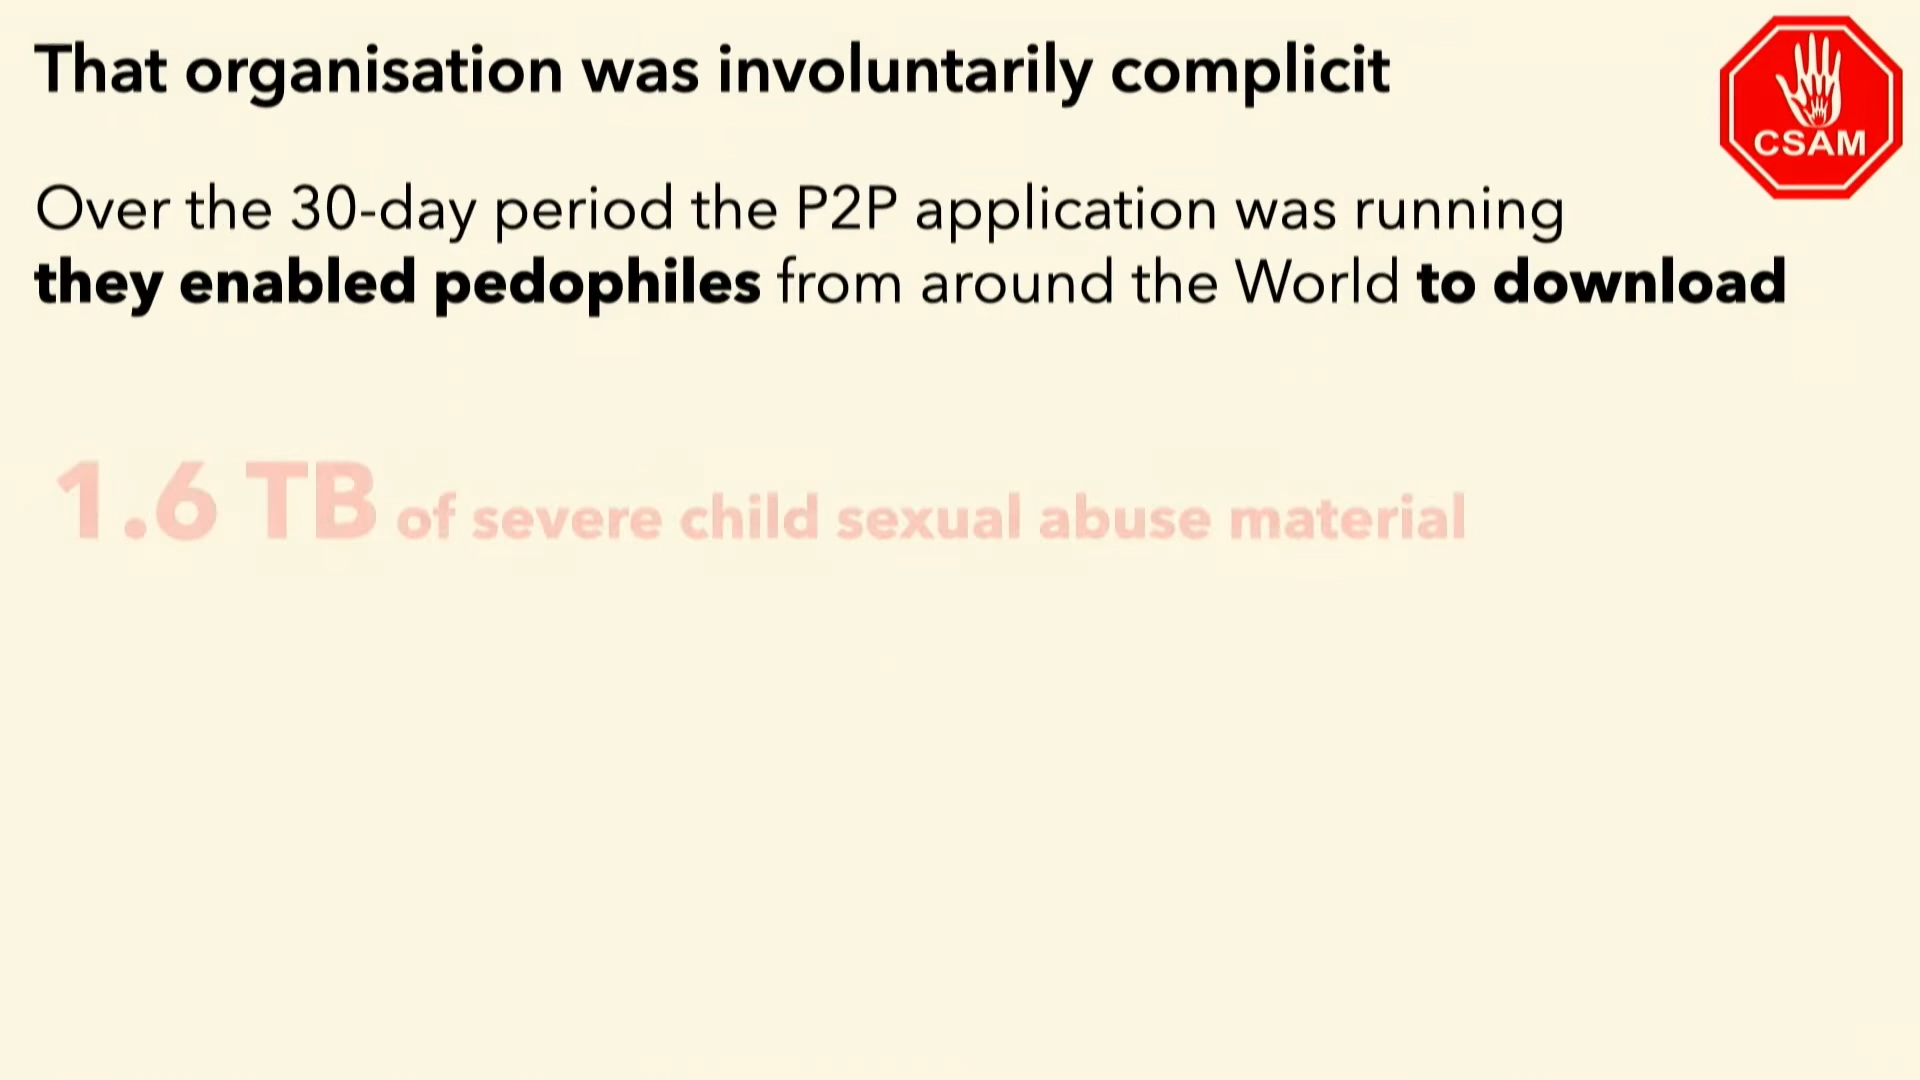 That organisation was involuntarily complicit
CSAM
Over the 30-day period the P2P application was running
they enabled pedophiles from around the World to download
1.6 TB of severe child sexual abuse material